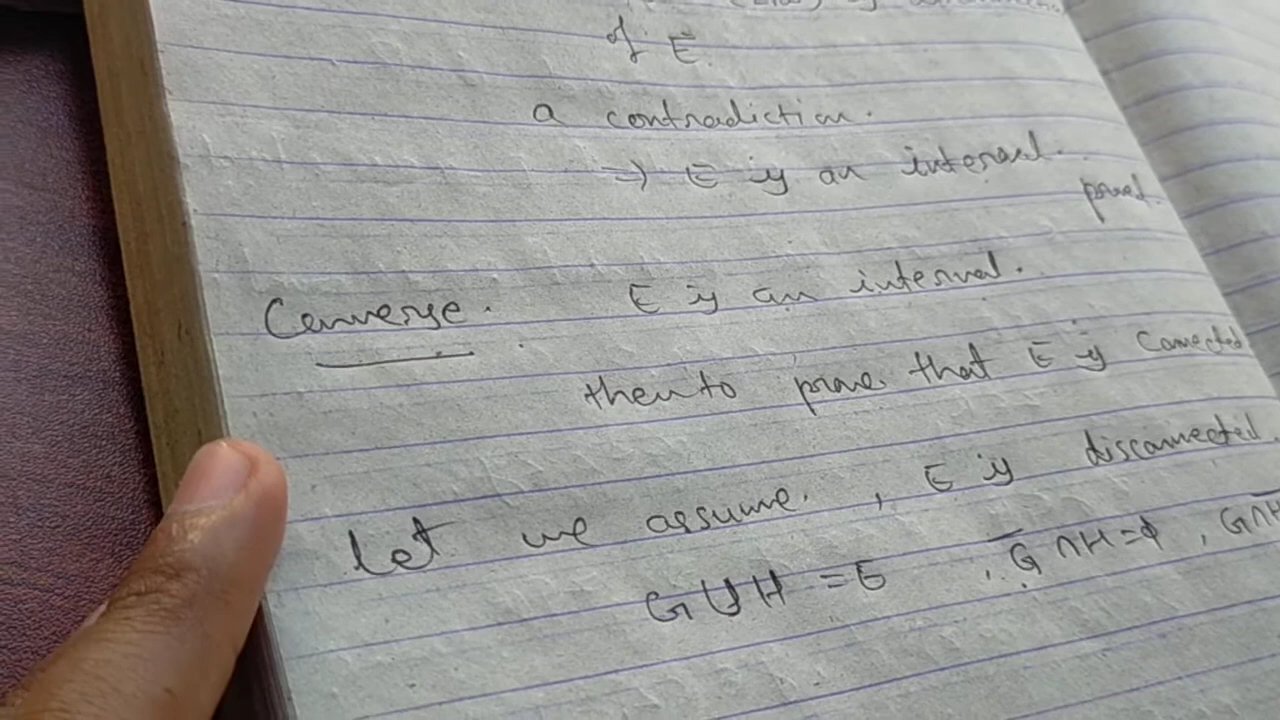 of E.
a contradiction.
⇒ E is an interval.
proved.
Converse. E is an interval.
then to prove that E is connected
Let we assume, E is disconnected
G∪H = E , G̅∩H=ϕ , G∩H̅